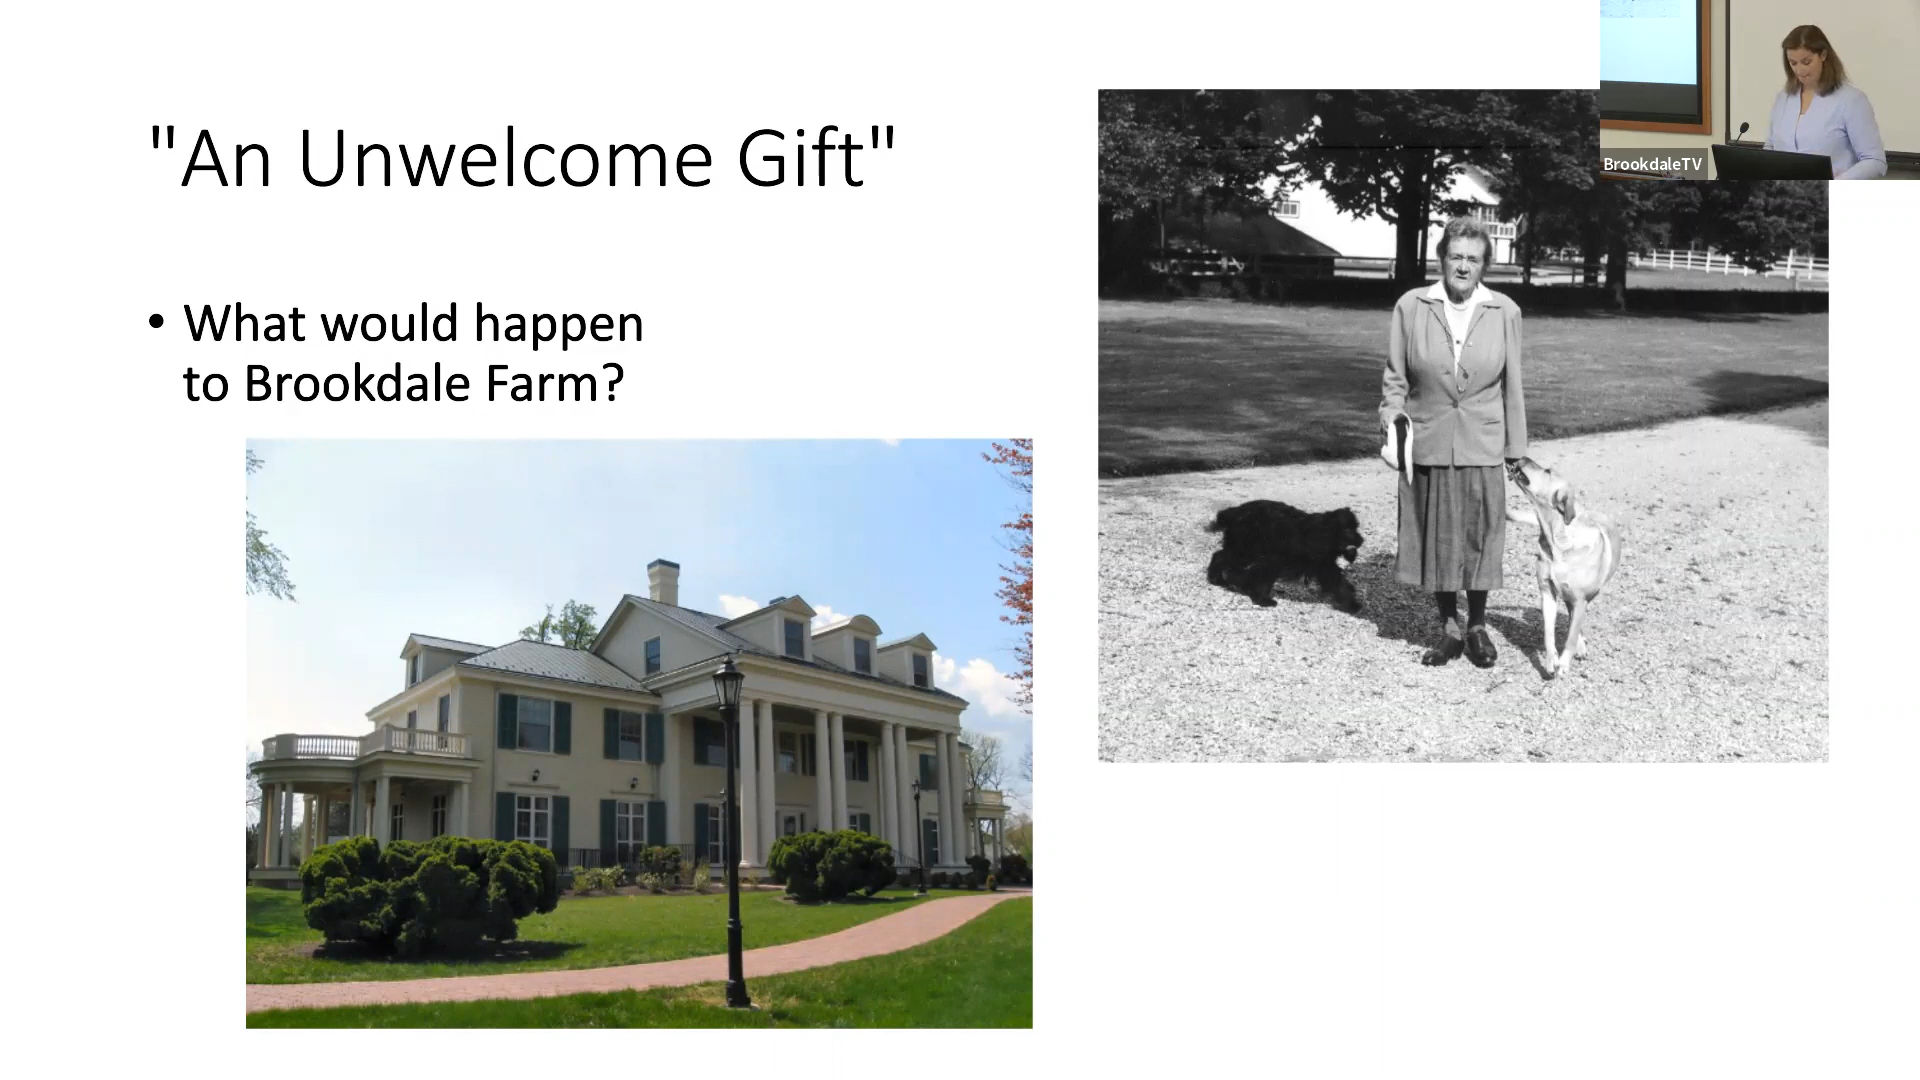 "An Unwelcome Gift"
• What would happen
to Brookdale Farm?
BrookdaleTV